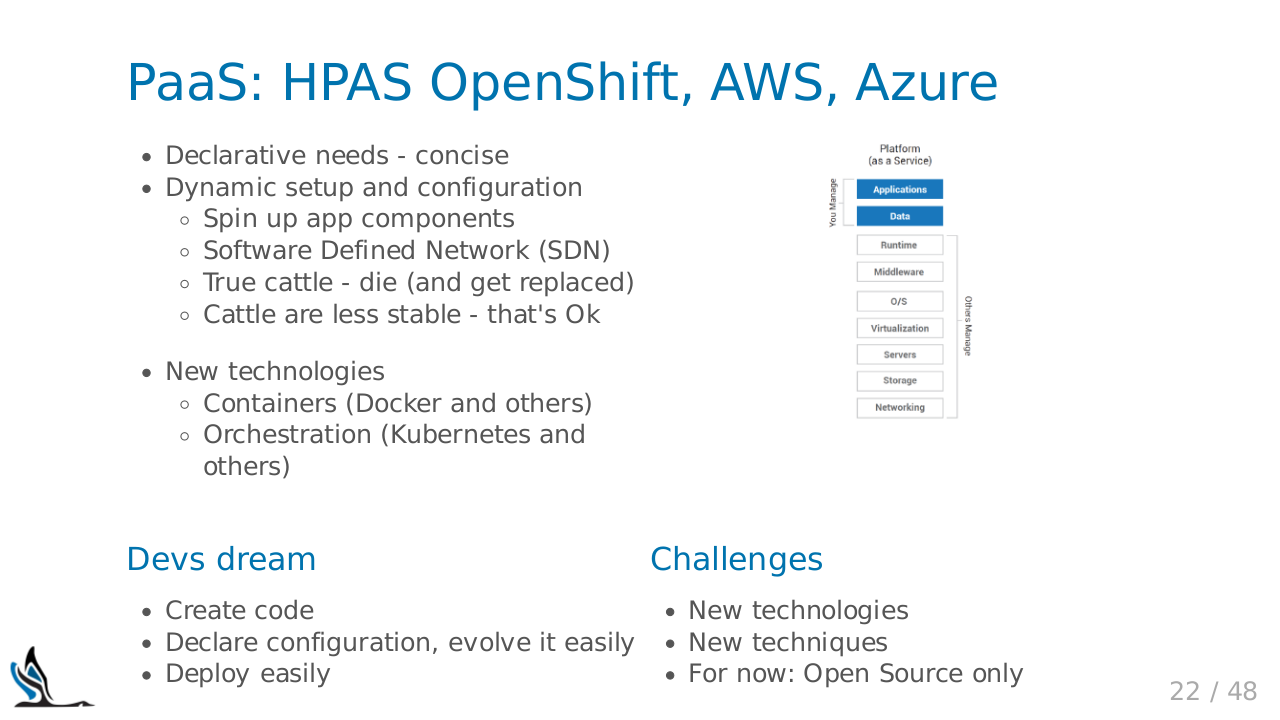 PaaS: HPAS OpenShift, AWS, Azure
Declarative needs - concise
Dynamic setup and configuration
Spin up app components
Software Defined Network (SDN)
True cattle - die (and get replaced)
Cattle are less stable - that's Ok
New technologies
Containers (Docker and others)
Orchestration (Kubernetes and
others)
Platform
(as a Service)
You Manage
Applications
Data
Runtime
Middleware
O/S
Virtualization
Servers
Storage
Networking
Others Manage
Devs dream
Create code
Declare configuration, evolve it easily
Deploy easily
Challenges
New technologies
New techniques
For now: Open Source only
22 / 48